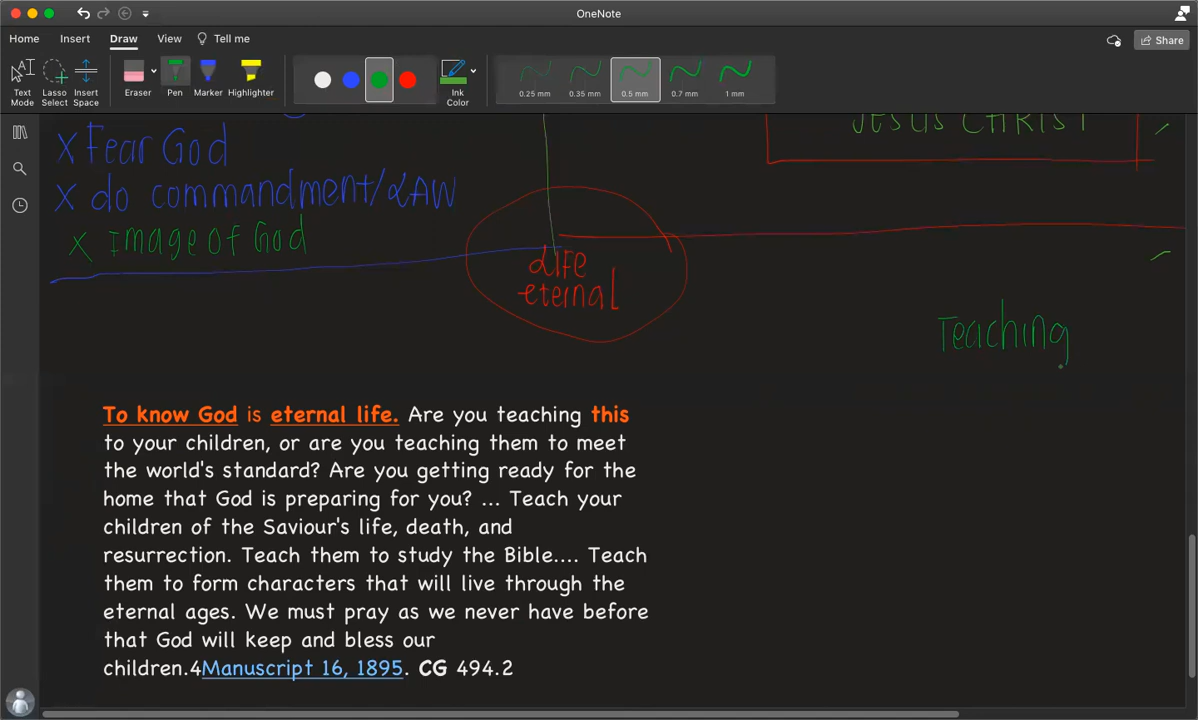 OneNote
Home Insert Draw View Tell me
Share
Text Mode
Lasso Select
Insert Space
Eraser
Pen
Marker
Highlighter
Ink Color
0.25 mm
0.35 mm
0.5 mm
0.7 mm
1 mm
JESUS CHRIST
X Fear God
X do commandment/LAW
X Image of God
Life
eternal
Teaching
To know God is eternal life. Are you teaching this
to your children, or are you teaching them to meet
the world's standard? Are you getting ready for the
home that God is preparing for you? ... Teach your
children of the Saviour's life, death, and
resurrection. Teach them to study the Bible.... Teach
them to form characters that will live through the
eternal ages. We must pray as we never have before
that God will keep and bless our
children.4Manuscript 16, 1895. CG 494.2